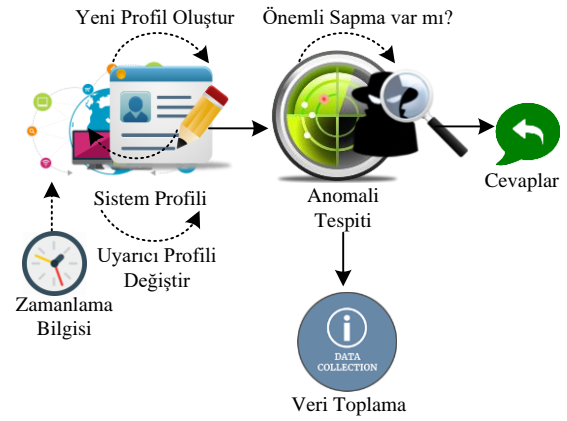 Yeni Profil Oluştur
Önemli Sapma var mı?
Sistem Profili
Anomali
Tespiti
Cevaplar
Uyarıcı Profili
Değiştir
Zamanlama
Bilgisi
DATA
COLLECTION
Veri Toplama